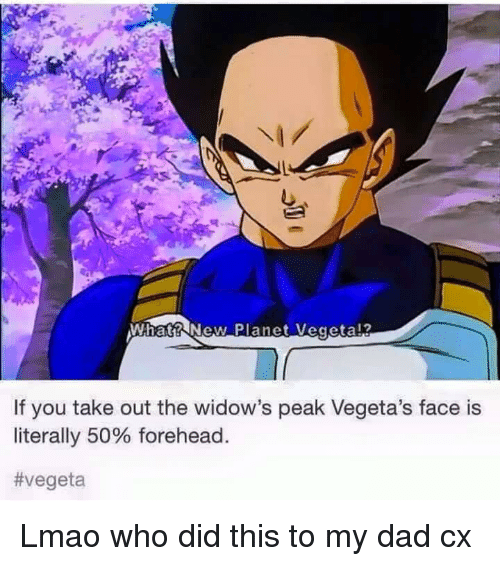 What? New Planet Vegeta!?
If you take out the widow's peak Vegeta's face is
literally 50% forehead.
#vegeta
Lmao who did this to my dad cx